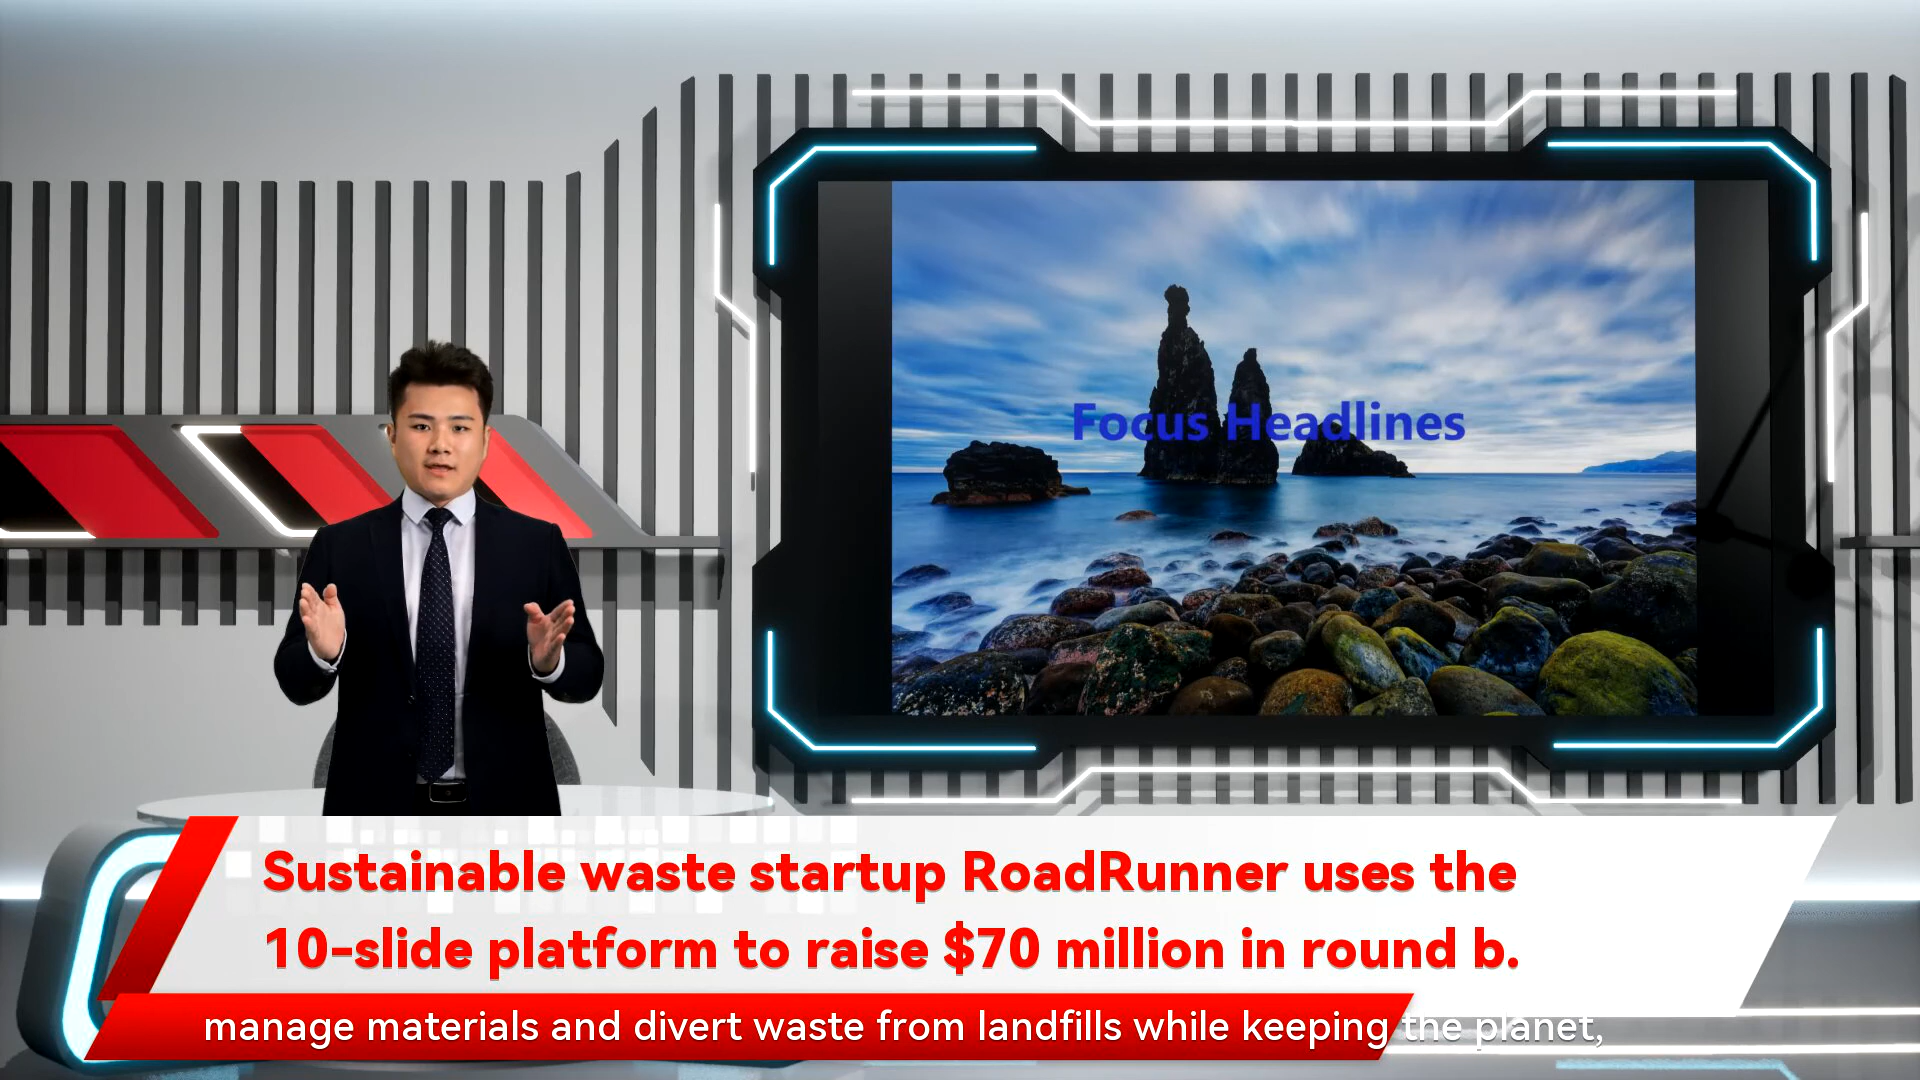 Focus Headlines
Sustainable waste startup RoadRunner uses the
10-slide platform to raise $70 million in round b.
manage materials and divert waste from landfills while keeping the planet,